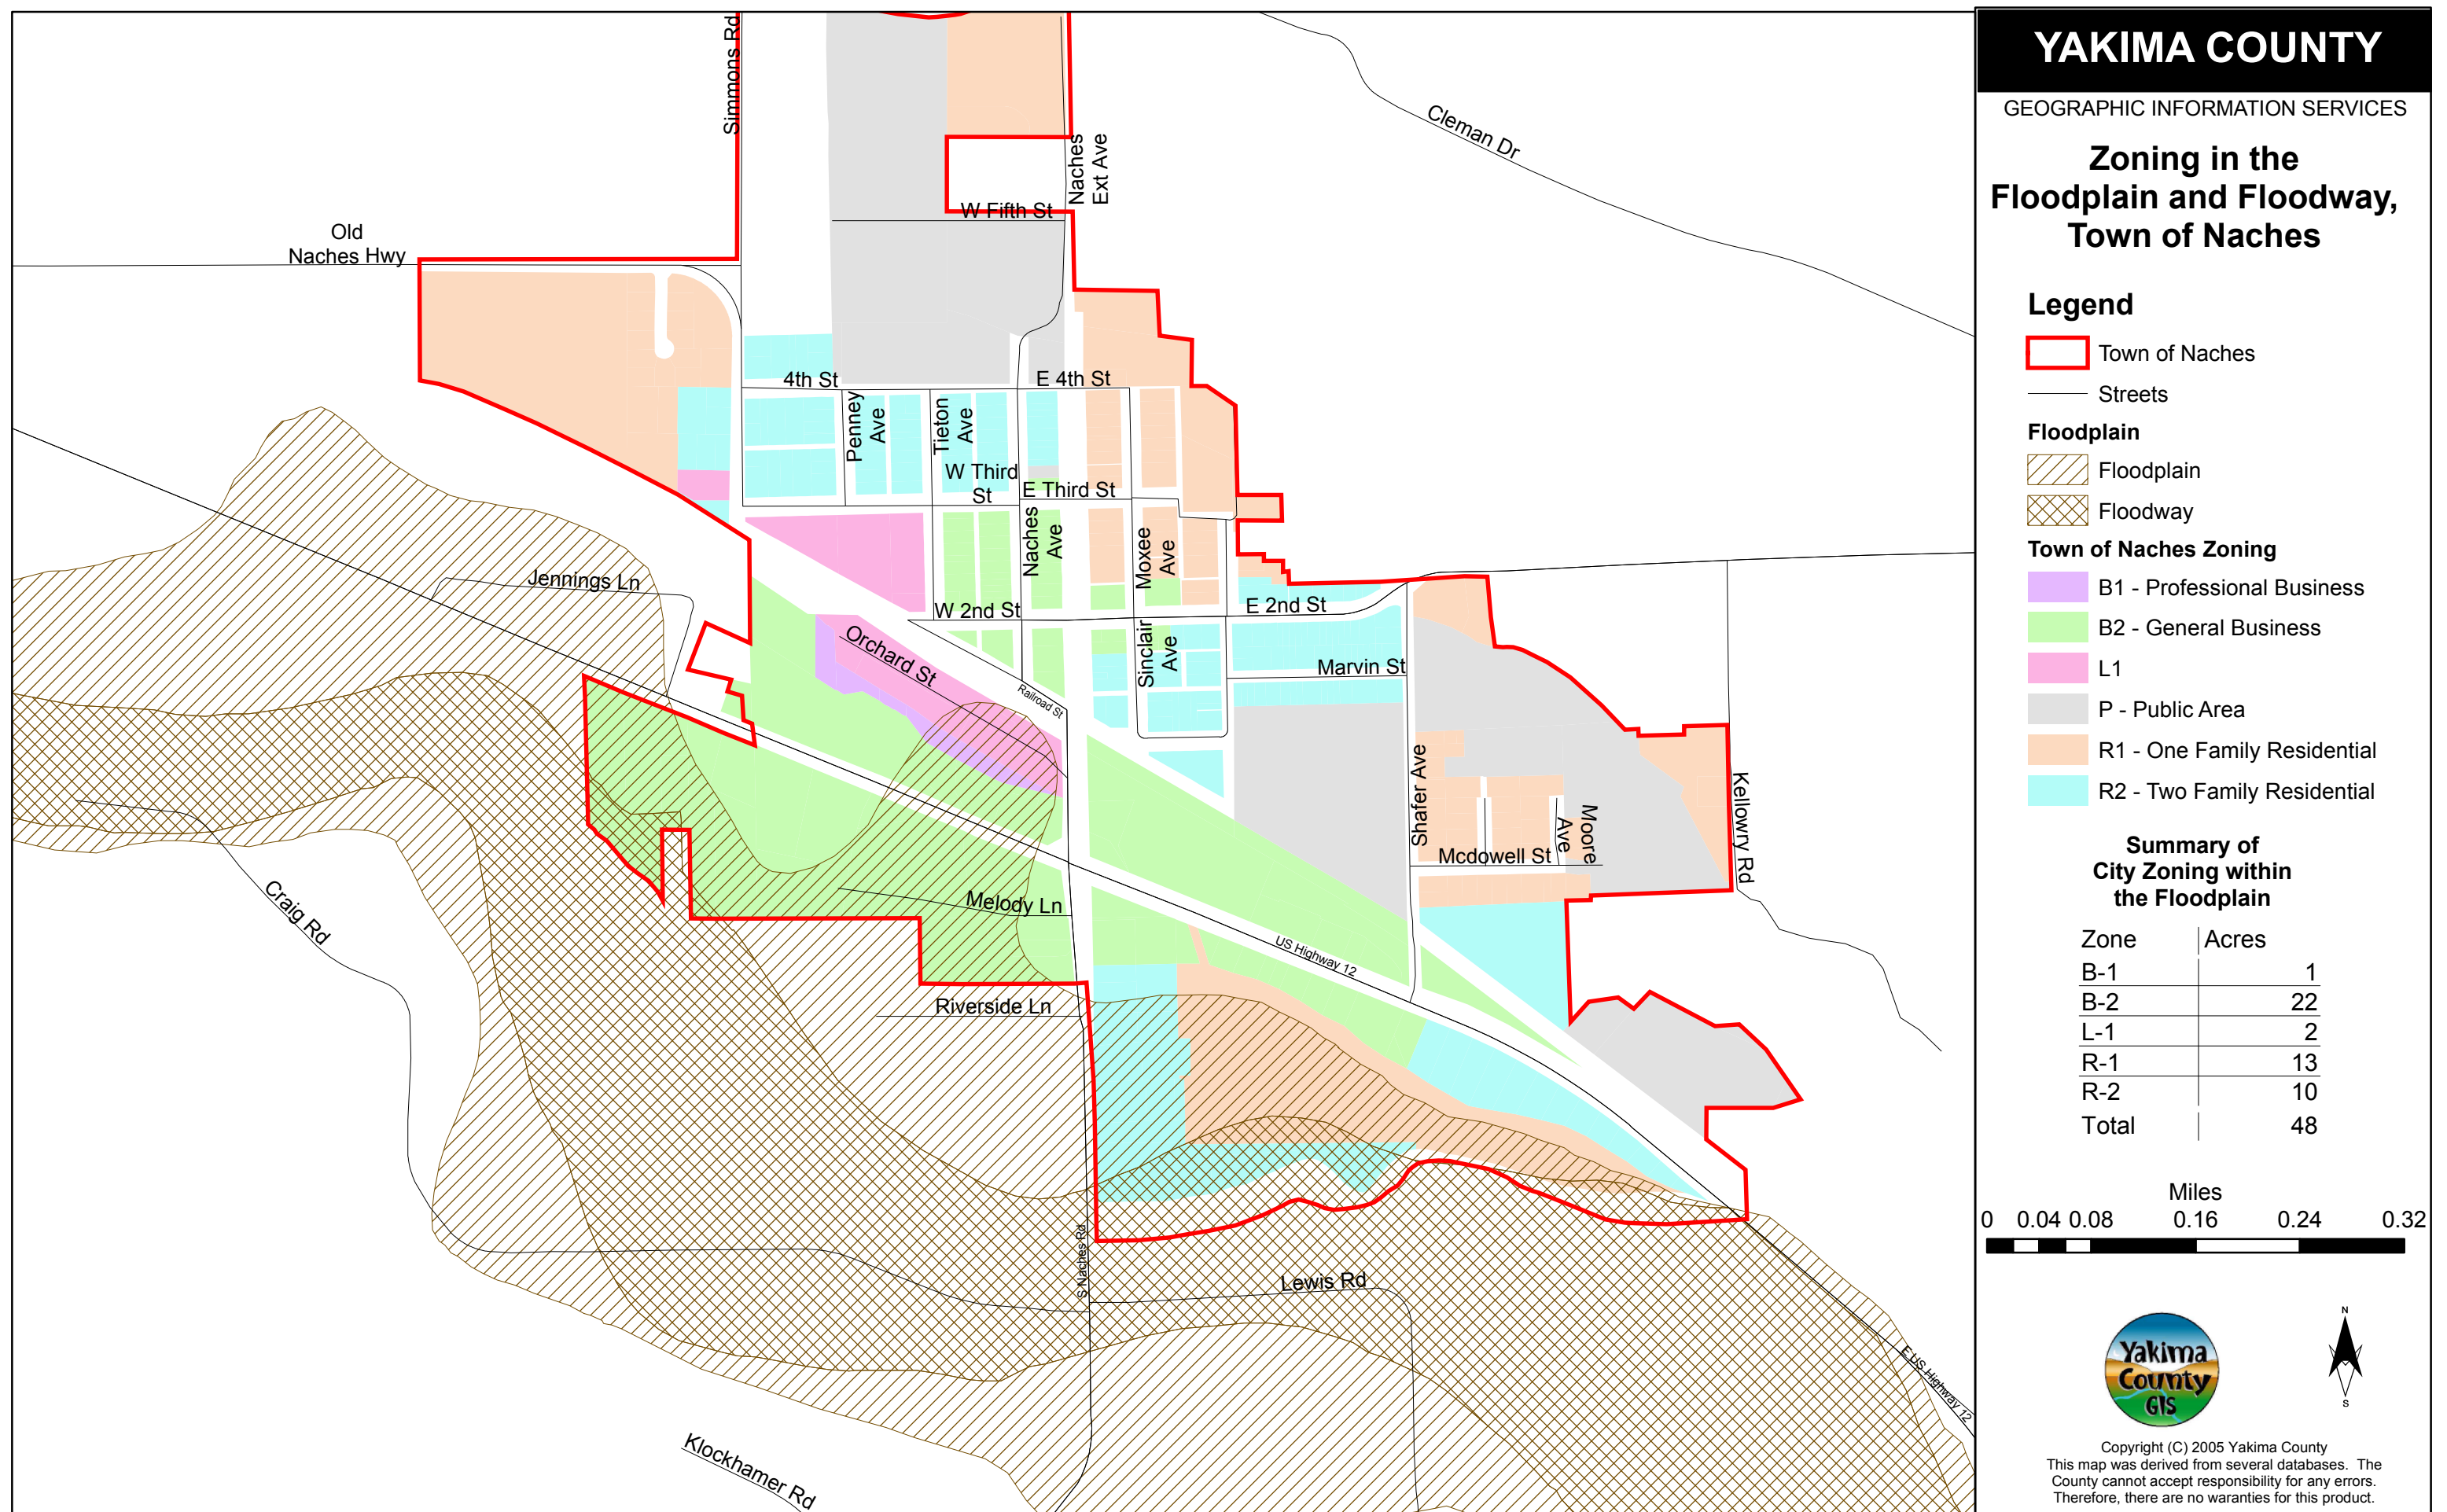 Simmons Rd
Naches
Ext Ave
Cleman Dr
W Fifth St
Old
Naches Hwy
4th St
E 4th St
Penney
Ave
Tieton
Ave
W Third
St
E Third St
Naches
Ave
Moxee
Ave
Jennings Ln
W 2nd St
E 2nd St
Orchard St
Sinclair
Ave
Marvin St
Railroad St
Shafer Ave
Moore
Ave
Kellowry Rd
Mcdowell St
Craig Rd
Melody Ln
US Highway 12
Riverside Ln
S Naches Rd
Lewis Rd
E US Highway 12
Klockhamer Rd
YAKIMA COUNTY
GEOGRAPHIC INFORMATION SERVICES
Zoning in the
Floodplain and Floodway,
Town of Naches
Legend
Town of Naches
Streets
Floodplain
Floodplain
Floodway
Town of Naches Zoning
B1 - Professional Business
B2 - General Business
L1
P - Public Area
R1 - One Family Residential
R2 - Two Family Residential
Summary of
City Zoning within
the Floodplain
Zone Acres
B-1 1
B-2 22
L-1 2
R-1 13
R-2 10
Total 48
Miles
0 0.04 0.08 0.16 0.24 0.32
Yakima
County
GIS
N
S
Copyright (C) 2005 Yakima County
This map was derived from several databases. The
County cannot accept responsibility for any errors.
Therefore, there are no waranties for this product.